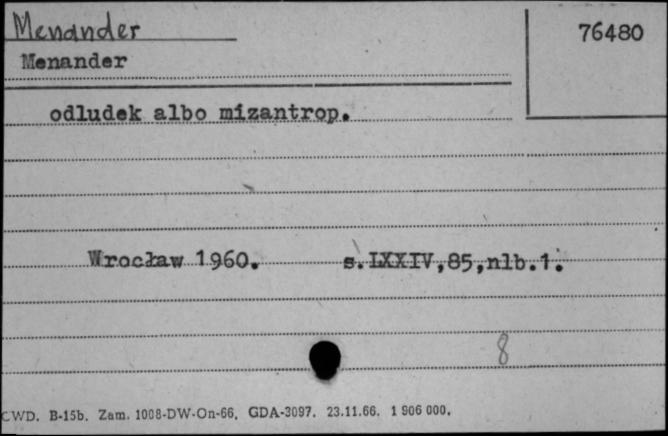 Menander
76480
Menander
odludek albo mizantrop.
Wrocław 1960. s.LXXIV,85,nlb.1.
8
CWD. B-15b. Zam. 1008-DW-On-66. GDA-3097. 23.11.66. 1 906 000.